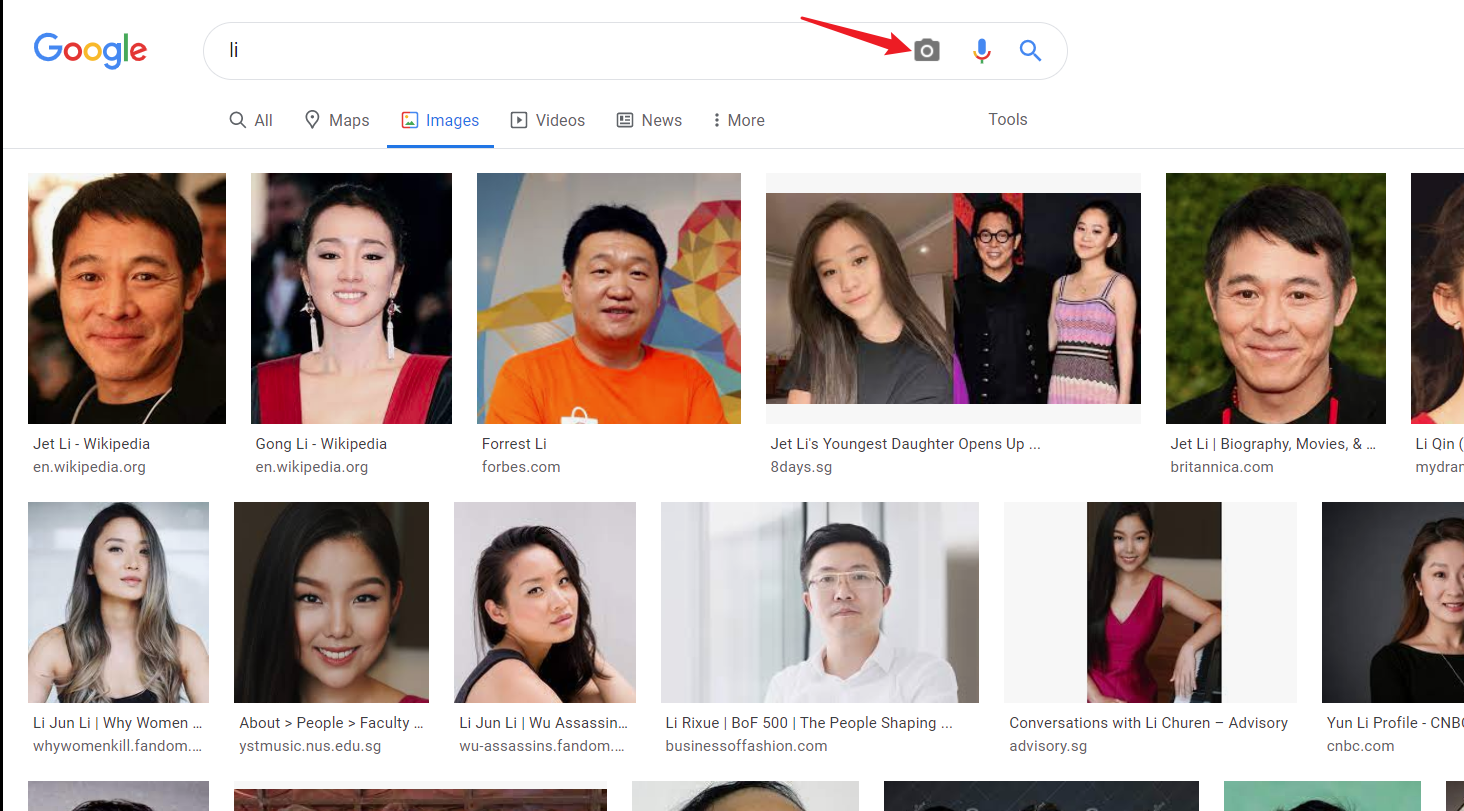 Google
li
All
Maps
Images
Videos
News
More
Tools
Jet Li - Wikipedia
en.wikipedia.org
Gong Li - Wikipedia
en.wikipedia.org
Forrest Li
forbes.com
Jet Li's Youngest Daughter Opens Up ...
8days.sg
Jet Li | Biography, Movies, & ...
britannica.com
Li Qin (
mydran
Li Jun Li | Why Women ...
whywomenkill.fandom....
About > People > Faculty ...
ystmusic.nus.edu.sg
Li Jun Li | Wu Assassin...
wu-assassins.fandom....
Li Rixue | BoF 500 | The People Shaping ...
businessoffashion.com
Conversations with Li Churen – Advisory
advisory.sg
Yun Li Profile - CNBC
cnbc.com